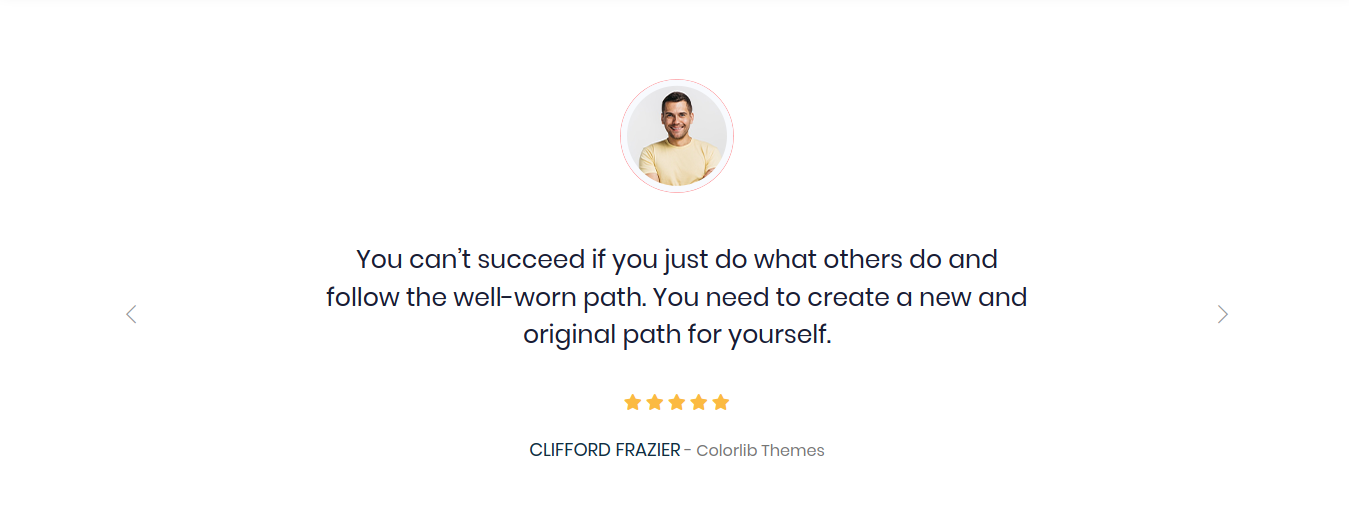 You can’t succeed if you just do what others do and
follow the well-worn path. You need to create a new and
original path for yourself.
CLIFFORD FRAZIER - Colorlib Themes